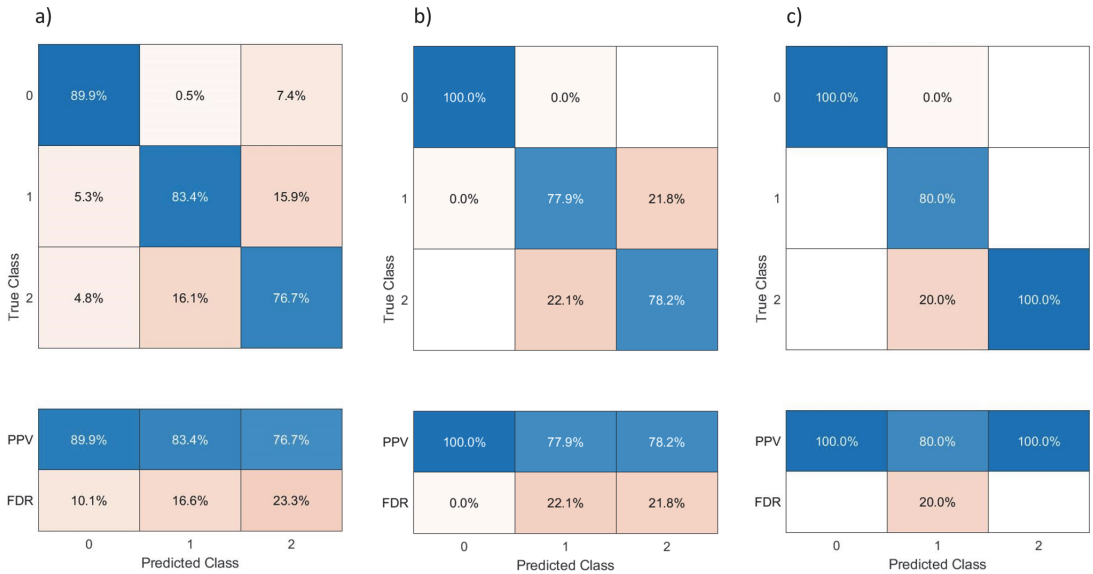 a)
0 89.9% 0.5% 7.4%
1 5.3% 83.4% 15.9%
2 4.8% 16.1% 76.7%
True Class
PPV 89.9% 83.4% 76.7%
FDR 10.1% 16.6% 23.3%
0 1 2
Predicted Class
b)
0 100.0% 0.0%
1 0.0% 77.9% 21.8%
2 22.1% 78.2%
True Class
PPV 100.0% 77.9% 78.2%
FDR 0.0% 22.1% 21.8%
0 1 2
Predicted Class
c)
0 100.0% 0.0%
1 80.0%
2 20.0% 100.0%
True Class
PPV 100.0% 80.0% 100.0%
FDR 20.0%
0 1 2
Predicted Class